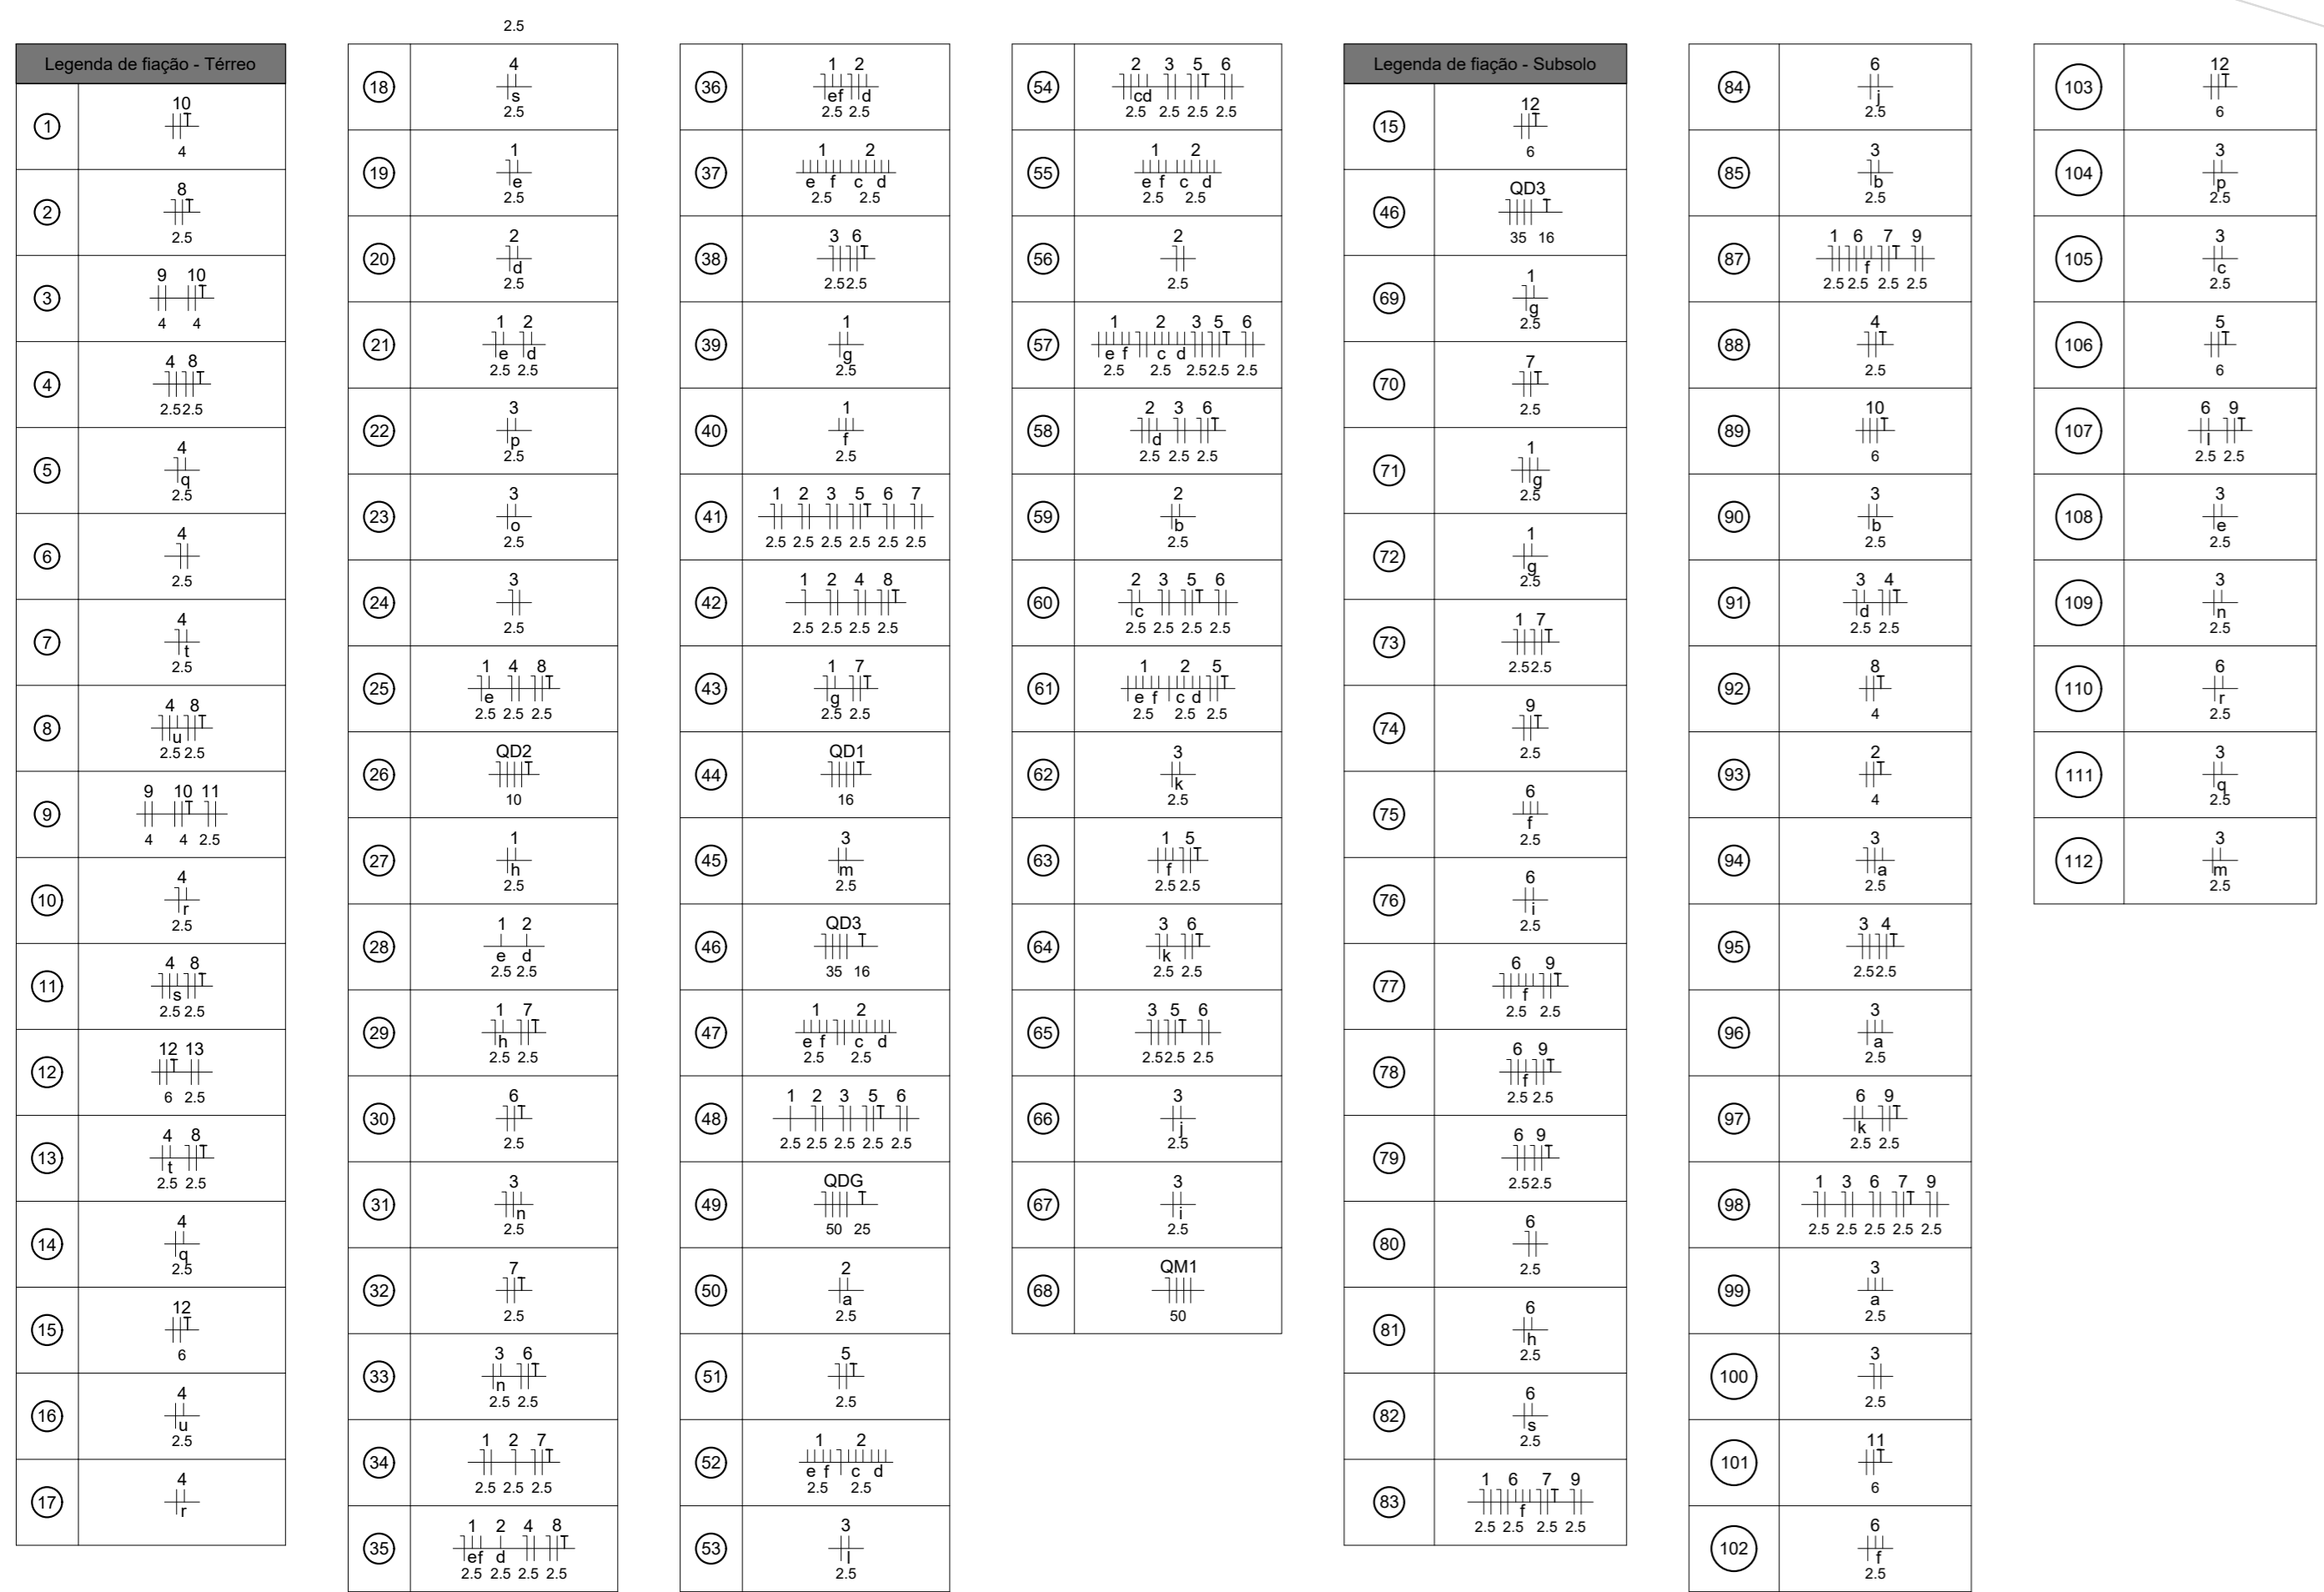 Legenda de fiação - Térreo
1
10
T
4
2
8
T
2.5
3
9 10
T
4 4
4
4 8
T
2.5 2.5
5
4
q
2.5
6
4
2.5
7
4
t
2.5
8
4 8
T
u
2.5 2.5
9
9 10 11
T
4 4 2.5
10
4
r
2.5
11
4 8
T
s
2.5 2.5
12
12 13
T
6 2.5
13
4 8
T
t
2.5 2.5
14
4
q
2.5
15
12
T
6
16
4
u
2.5
17
4
r
2.5
18
4
s
2.5
19
1
e
2.5
20
2
d
2.5
21
1 2
e d
2.5 2.5
22
3
p
2.5
23
3
o
2.5
24
3
2.5
25
1 4 8
T
e
2.5 2.5 2.5
26
QD2
T
10
27
1
h
2.5
28
1 2
e d
2.5 2.5
29
1 7
T
h
2.5 2.5
30
6
T
2.5
31
3
n
2.5
32
7
T
2.5
33
3 6
T
n
2.5 2.5
34
1 2 7
T
2.5 2.5 2.5
35
1 2 4 8
T
ef d
2.5 2.5 2.5 2.5
36
1 2
ef d
2.5 2.5
37
1 2
e f c d
2.5 2.5
38
3 6
T
2.5 2.5
39
1
g
2.5
40
1
f
2.5
41
1 2 3 5 6 7
T
2.5 2.5 2.5 2.5 2.5 2.5
42
1 2 4 8
T
2.5 2.5 2.5 2.5
43
1 7
T
g
2.5 2.5
44
QD1
T
16
45
3
m
2.5
46
QD3
T
35 16
47
1 2
e f c d
2.5 2.5
48
1 2 3 5 6
T
2.5 2.5 2.5 2.5 2.5
49
QDG
T
50 25
50
2
a
2.5
51
5
T
2.5
52
1 2
e f c d
2.5 2.5
53
3
l
2.5
54
2 3 5 6
T
cd
2.5 2.5 2.5 2.5
55
1 2
e f c d
2.5 2.5
56
2
2.5
57
1 2 3 5 6
T
e f c d
2.5 2.5 2.5 2.5 2.5
58
2 3 6
T
d
2.5 2.5 2.5
59
2
b
2.5
60
2 3 5 6
T
c
2.5 2.5 2.5 2.5
61
1 2 5
T
e f c d
2.5 2.5 2.5
62
3
k
2.5
63
1 5
T
f
2.5 2.5
64
3 6
T
k
2.5 2.5
65
3 5 6
T
2.5 2.5 2.5
66
3
j
2.5
67
3
i
2.5
68
QM1
50
Legenda de fiação - Subsolo
15
12
T
6
46
QD3
T
35 16
69
1
g
2.5
70
7
T
2.5
71
1
g
2.5
72
1
g
2.5
73
1 7
T
2.5 2.5
74
9
T
2.5
75
6
f
2.5
76
6
i
2.5
77
6 9
T
f
2.5 2.5
78
6 9
T
f
2.5 2.5
79
6 9
T
2.5 2.5
80
6
2.5
81
6
h
2.5
82
6
s
2.5
83
1 6 7 9
T
f
2.5 2.5 2.5 2.5
84
6
j
2.5
85
3
b
2.5
87
1 6 7 9
T
f
2.5 2.5 2.5 2.5
88
4
T
2.5
89
10
T
6
90
3
b
2.5
91
3 4
T
d
2.5 2.5
92
8
T
4
93
2
T
4
94
3
a
2.5
95
3 4
T
2.5 2.5
96
3
a
2.5
97
6 9
T
k
2.5 2.5
98
1 3 6 7 9
T
2.5 2.5 2.5 2.5 2.5
99
3
a
2.5
100
3
2.5
101
11
T
6
102
6
f
2.5
103
12
T
6
104
3
p
2.5
105
3
c
2.5
106
5
T
6
107
6 9
T
l
2.5 2.5
108
3
e
2.5
109
3
n
2.5
110
6
r
2.5
111
3
q
2.5
112
3
m
2.5